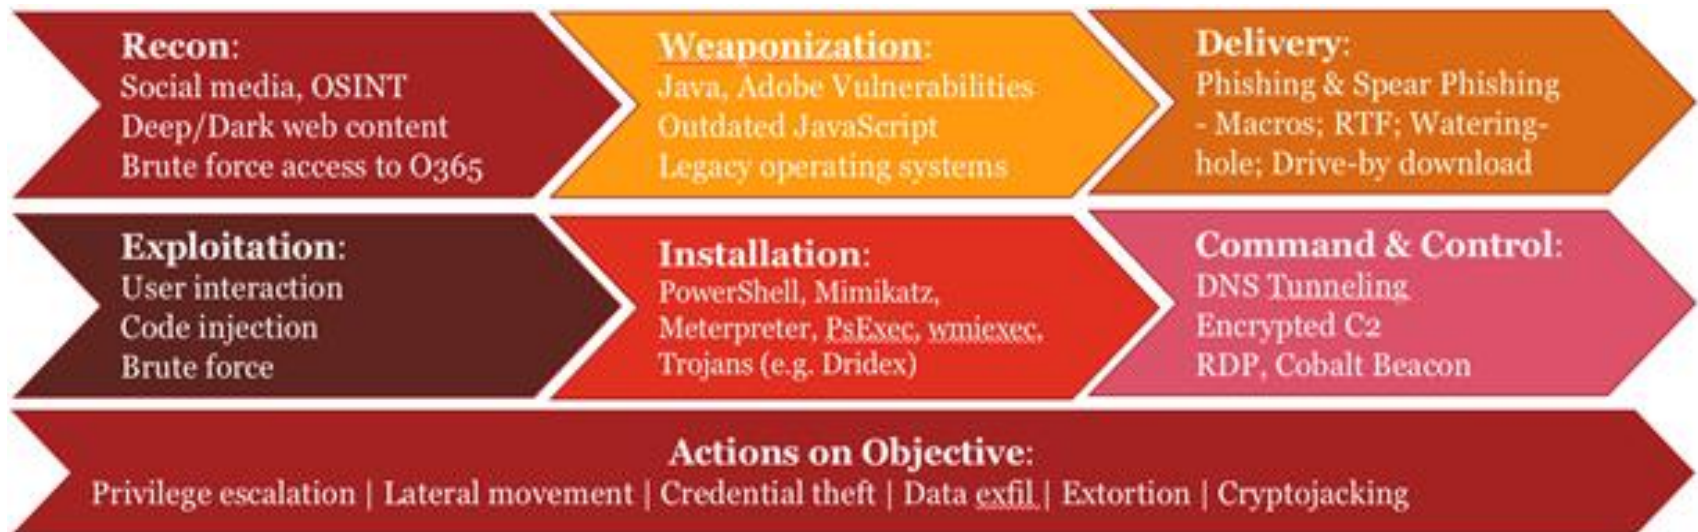 Recon:
Social media, OSINT
Deep/Dark web content
Brute force access to O365
Weaponization:
Java, Adobe Vulnerabilities
Outdated JavaScript
Legacy operating systems
Delivery:
Phishing & Spear Phishing
- Macros; RTF; Watering-
hole; Drive-by download
Exploitation:
User interaction
Code injection
Brute force
Installation:
PowerShell, Mimikatz,
Meterpreter, PsExec, wmiexec,
Trojans (e.g. Dridex)
Command & Control:
DNS Tunneling
Encrypted C2
RDP, Cobalt Beacon
Actions on Objective:
Privilege escalation | Lateral movement | Credential theft | Data exfil | Extortion | Cryptojacking